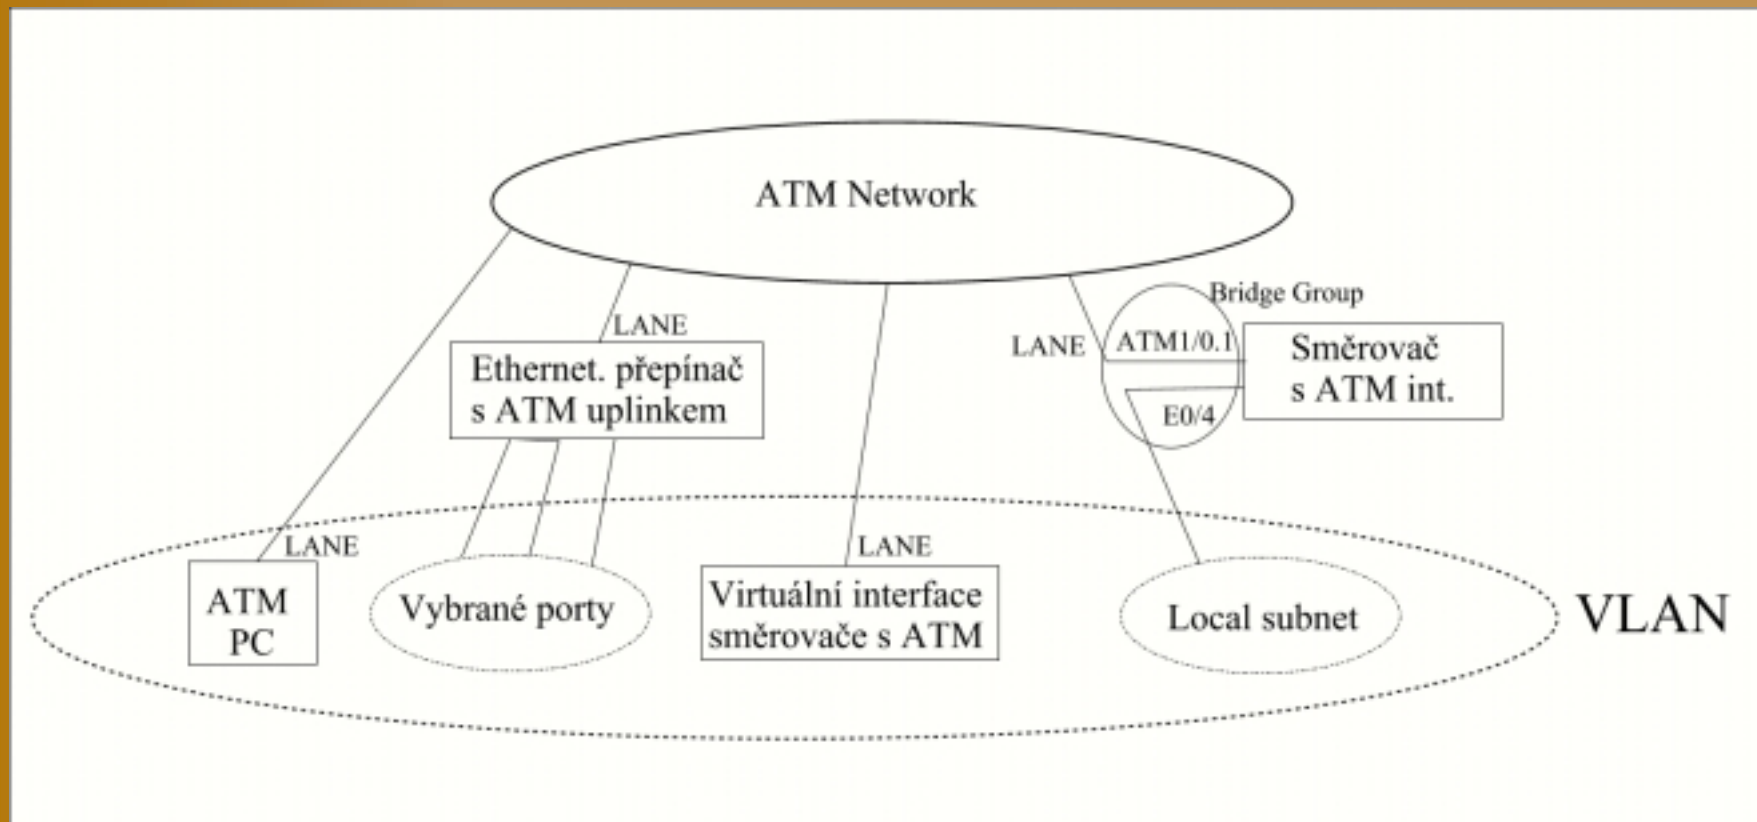 ATM Network
Bridge Group
LANE
LANE
ATM1/0.1
Směrovač
s ATM int.
Ethernet. přepínač
s ATM uplinkem
E0/4
LANE
LANE
ATM
PC
Vybrané porty
Virtuální interface
směrovače s ATM
Local subnet
VLAN